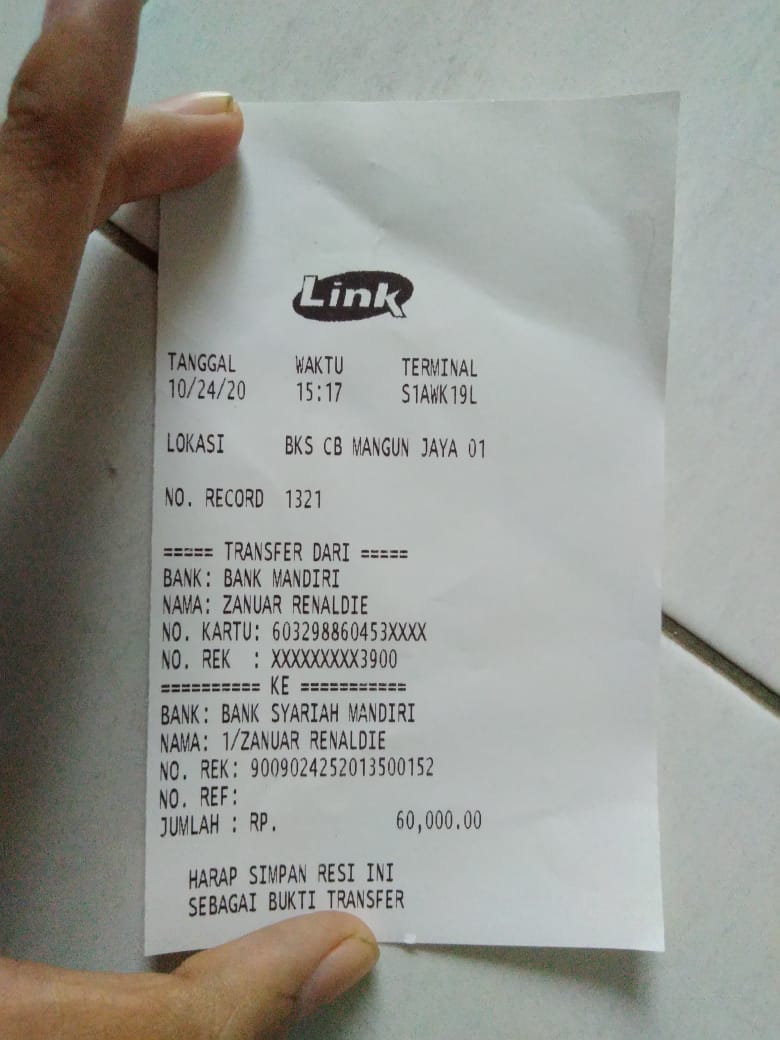 Link
TANGGAL WAKTU TERMINAL
10/24/20 15:17 S1AWK19L
LOKASI BKS CB MANGUN JAYA 01
NO. RECORD 1321
===== TRANSFER DARI =====
BANK: BANK MANDIRI
NAMA: ZANUAR RENALDIE
NO. KARTU: 603298860453XXXX
NO. REK : XXXXXXXXX3900
========== KE ===========
BANK: BANK SYARIAH MANDIRI
NAMA: 1/ZANUAR RENALDIE
NO. REK: 9009024252013500152
NO. REF:
JUMLAH : RP. 60,000.00
HARAP SIMPAN RESI INI
SEBAGAI BUKTI TRANSFER